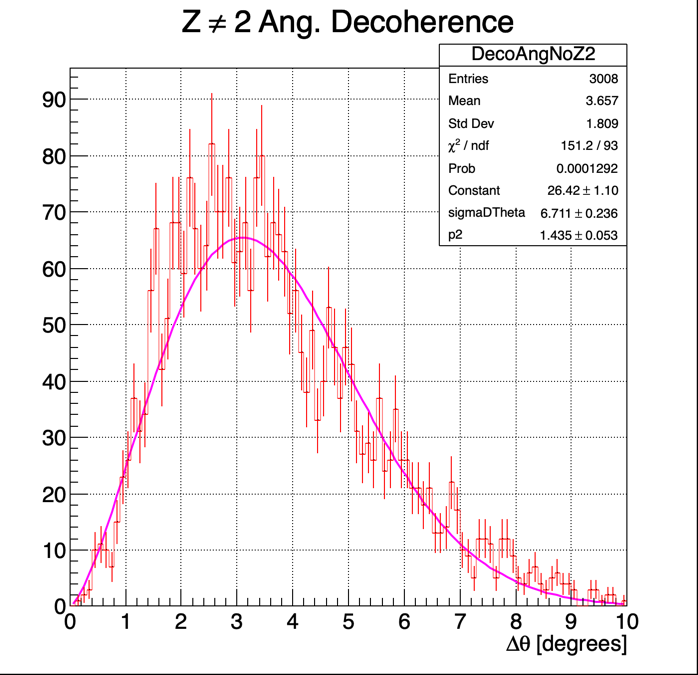 Z ≠ 2 Ang. Decoherence
DecoAngNoZ2
Entries 3008
Mean 3.657
Std Dev 1.809
χ² / ndf 151.2 / 93
Prob 0.0001292
Constant 26.42 ± 1.10
sigmaDTheta 6.711 ± 0.236
p2 1.435 ± 0.053
90
80
70
60
50
40
30
20
10
0
0 1 2 3 4 5 6 7 8 9 10
Δθ [degrees]